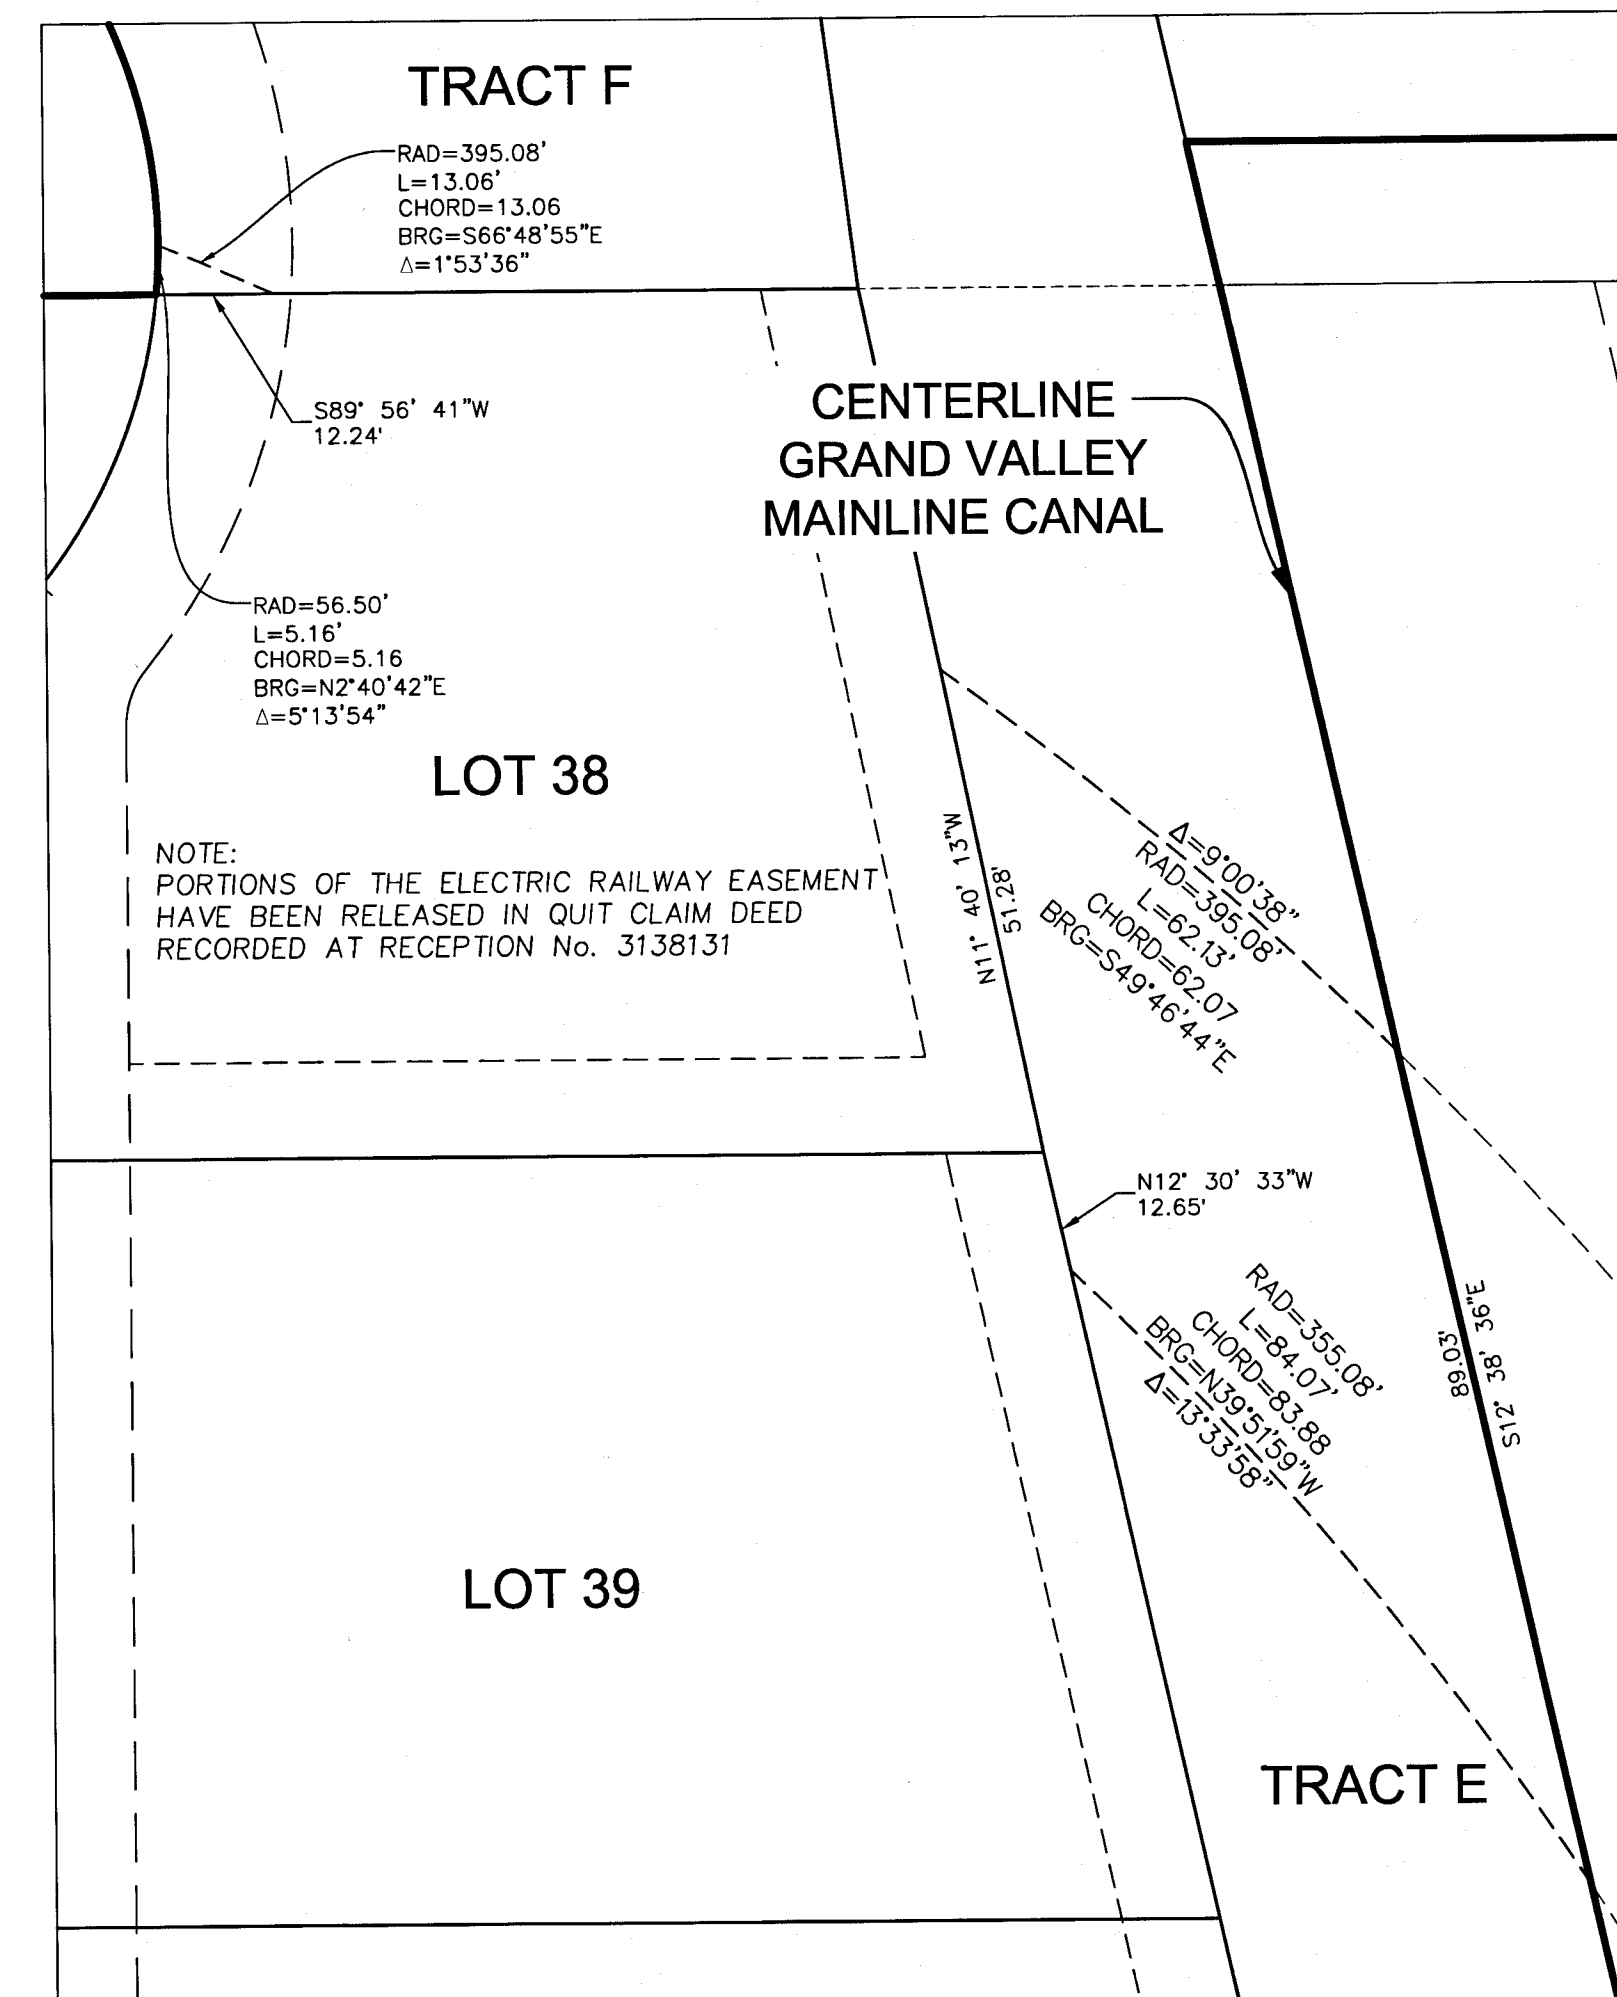 TRACT F
RAD=395.08'
L=13.06'
CHORD=13.06
BRG=S66°48'55"E
Δ=1°53'36"
S89° 56' 41"W
12.24'
CENTERLINE
GRAND VALLEY
MAINLINE CANAL
RAD=56.50'
L=5.16'
CHORD=5.16
BRG=N2°40'42"E
Δ=5°13'54"
LOT 38
NOTE:
PORTIONS OF THE ELECTRIC RAILWAY EASEMENT
HAVE BEEN RELEASED IN QUIT CLAIM DEED
RECORDED AT RECEPTION No. 3138131
N11° 40' 13"W
51.28'
Δ=9°00'38"
RAD=395.08'
L=62.13'
CHORD=62.07
BRG=S49°46'44"E
N12° 30' 33"W
12.65'
RAD=355.08'
L=84.07'
CHORD=83.88
BRG=N39°51'59"W
Δ=13°33'58"
89.03'
S12° 38' 36"E
LOT 39
TRACT E